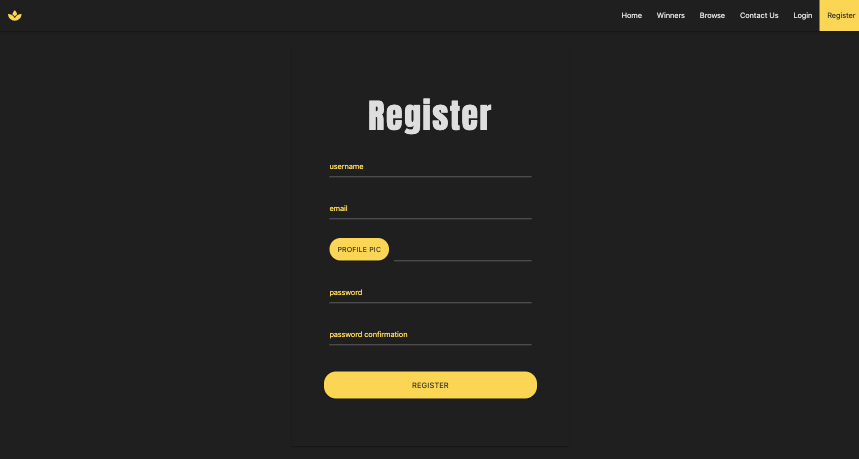 Home Winners Browse Contact Us Login Register
Register
username
email
PROFILE PIC
password
password confirmation
REGISTER